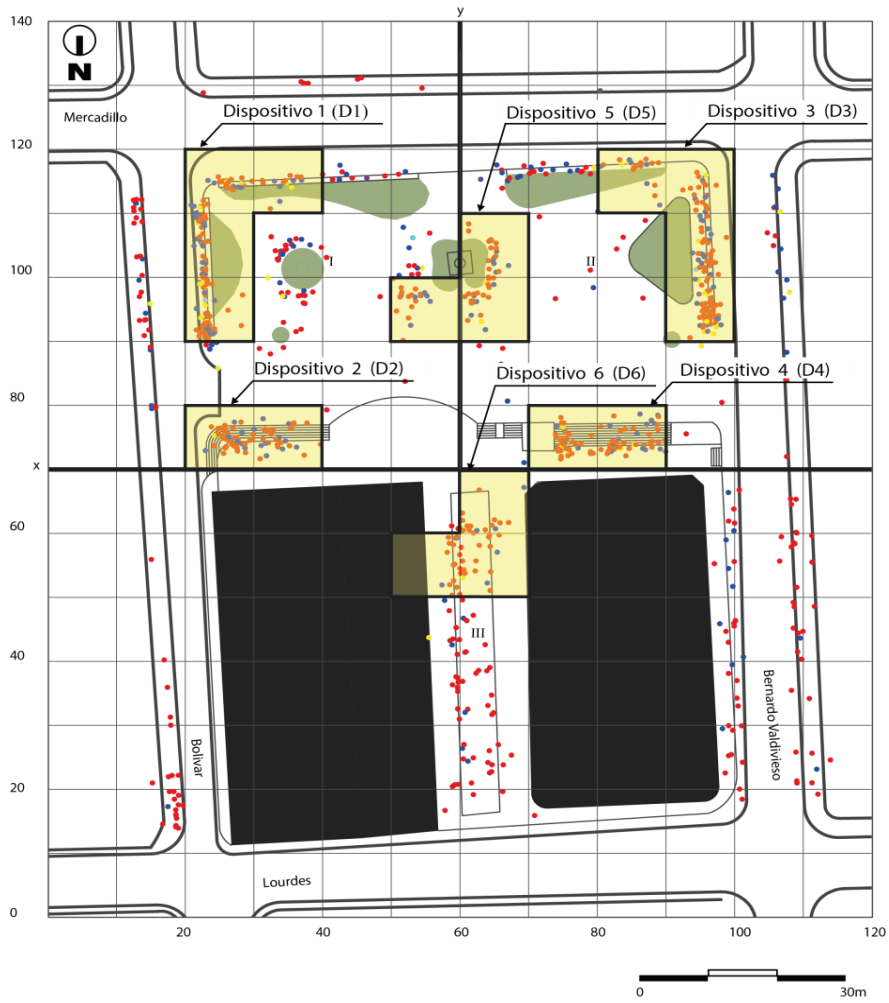 y
140
N
Mercadillo
Dispositivo 1 (D1)
Dispositivo 5 (D5)
Dispositivo 3 (D3)
120
I
II
100
Dispositivo 2 (D2)
Dispositivo 6 (D6)
Dispositivo 4 (D4)
80
x
60
III
40
Bolivar
Bernardo Valdivieso
20
Lourdes
0
20
40
60
80
100
120
0
30m